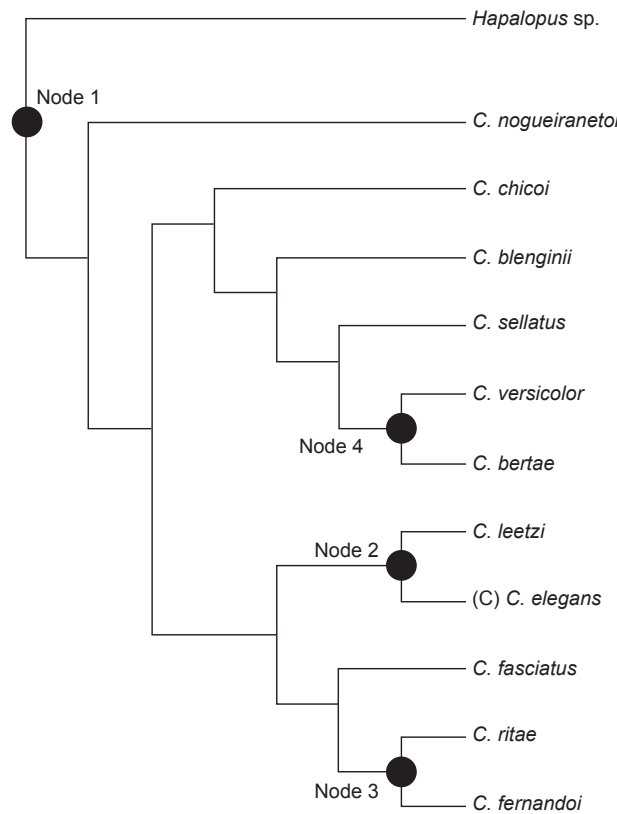 Hapalopus sp.
Node 1
C. nogueiranetoi
C. chicoi
C. blenginii
C. sellatus
C. versicolor
Node 4
C. bertae
C. leetzi
Node 2
(C) C. elegans
C. fasciatus
C. ritae
Node 3
C. fernandoi